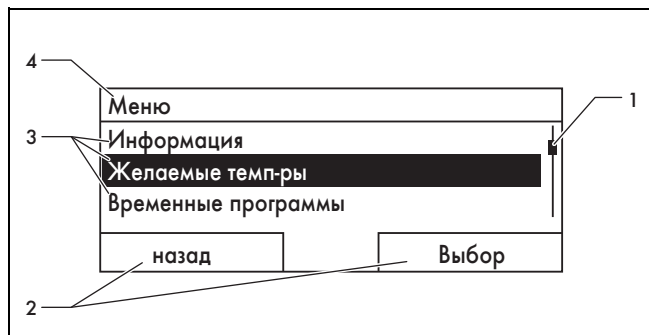 4
Меню
1
3
Информация
Желаемые темп-ры
Временные программы
назад
Выбор
2